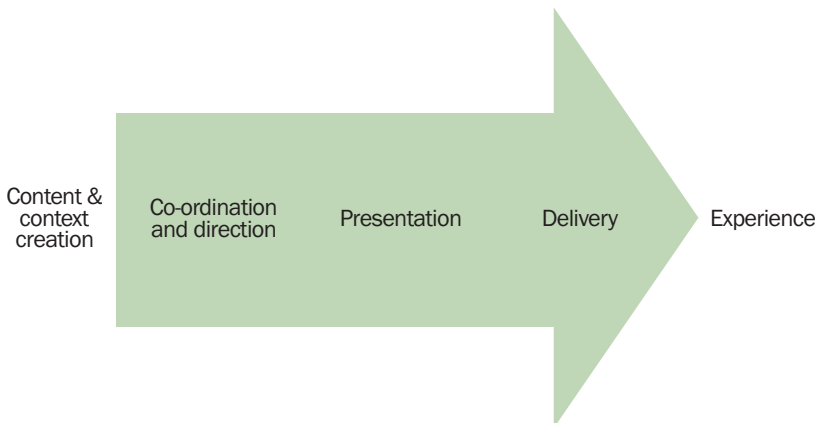 Content &
context
creation
Co-ordination
and direction
Presentation
Delivery
Experience